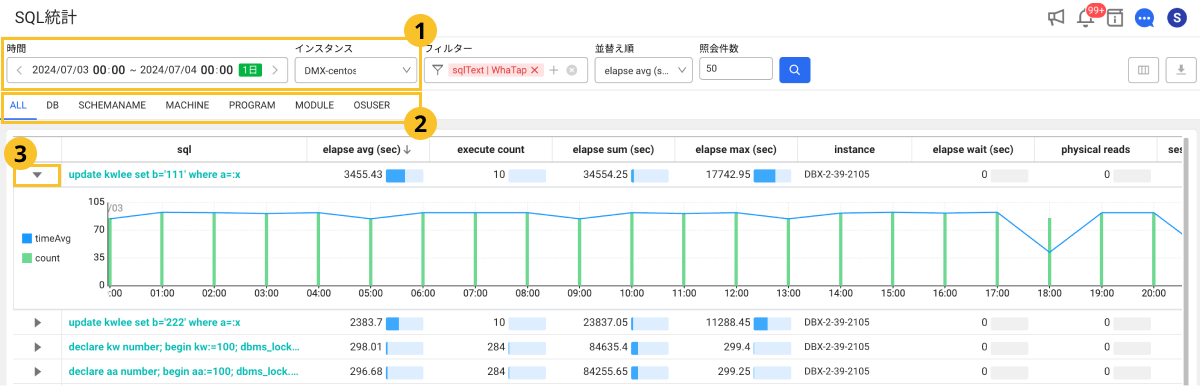 SQL統計
99+
S
1
時間
インスタンス
フィルター
並替え順
照会件数
2024/07/03 00:00 ~ 2024/07/04 00:00 1日
DMX-centos
sqlText | WhaTap
elapse avg (s...
50
ALL DB SCHEMANAME MACHINE PROGRAM MODULE OSUSER
2
3
sql elapse avg (sec) execute count elapse sum (sec) elapse max (sec) instance elapse wait (sec) physical reads ses
update kwlee set b='111' where a=:x 3455.43 10 34554.25 17742.95 DBX-2-39-2105 0 0
105
70
35
0
/03
timeAvg
count
:00 01:00 02:00 03:00 04:00 05:00 06:00 07:00 08:00 09:00 10:00 11:00 12:00 13:00 14:00 15:00 16:00 17:00 18:00 19:00 20:00
update kwlee set b='222' where a=:x 2383.7 10 23837.05 11288.45 DBX-2-39-2105 0 0
declare kw number; begin kw:=100; dbms_lock... 298.01 284 84635.4 299.4 DBX-2-39-2105 0 0
declare aa number; begin aa:=100; dbms_lock.... 296.68 284 84255.65 299.25 DBX-2-39-2105 0 0